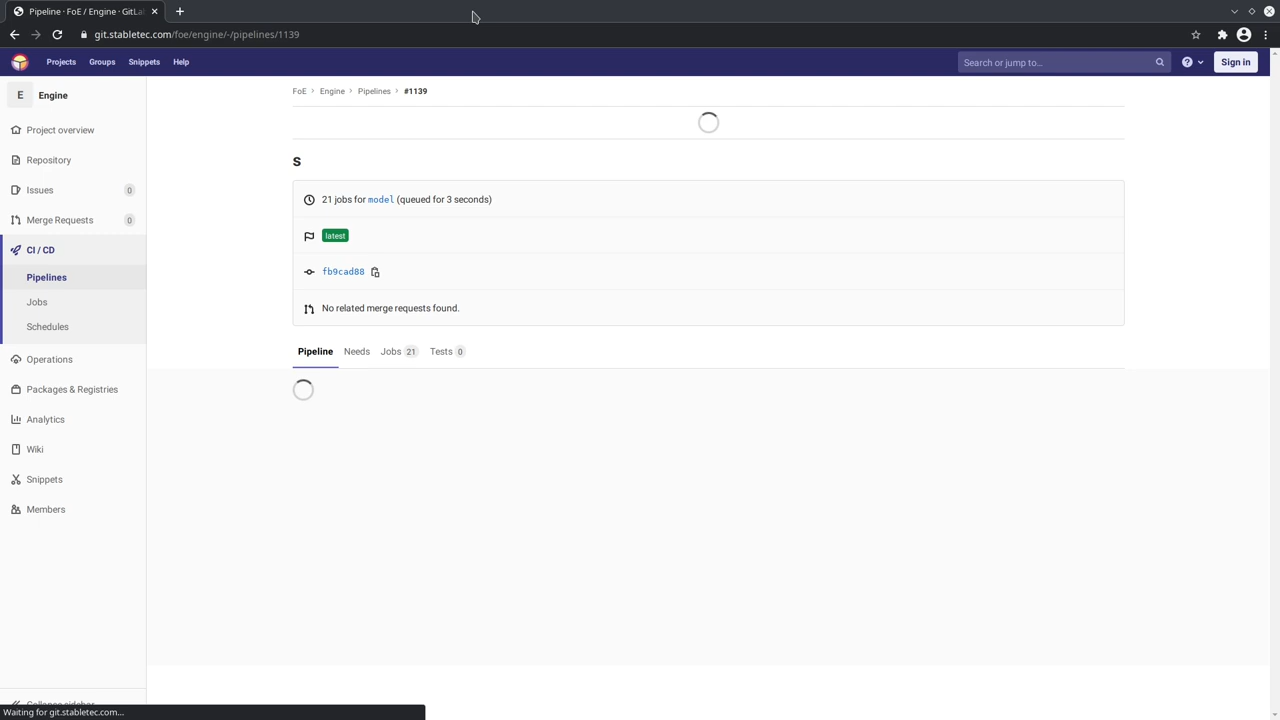 Pipeline · FoE / Engine · GitLa
git.stabletec.com/foe/engine/-/pipelines/1139
Projects Groups Snippets Help
Search or jump to...
Sign in
E Engine
Project overview
Repository
Issues 0
Merge Requests 0
CI / CD
Pipelines
Jobs
Schedules
Operations
Packages & Registries
Analytics
Wiki
Snippets
Members
Collapse sidebar
FoE > Engine > Pipelines > #1139
S
21 jobs for model (queued for 3 seconds)
latest
fb9cad88
No related merge requests found.
Pipeline Needs Jobs 21 Tests 0
Waiting for git.stabletec.com...